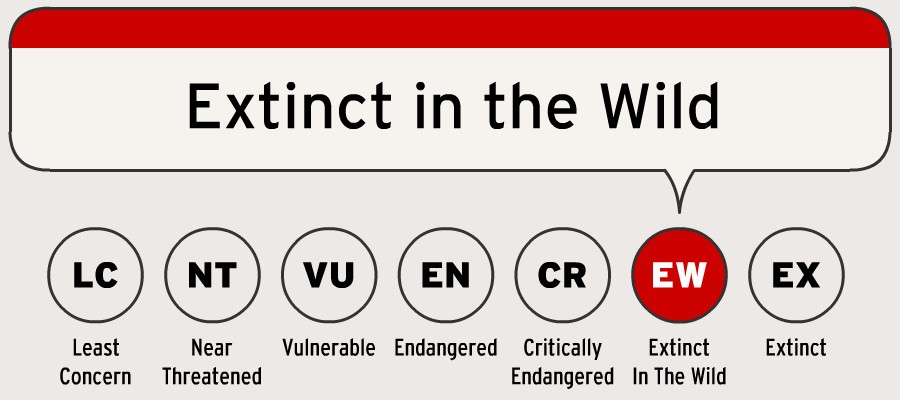 Extinct in the Wild
LC NT VU EN CR EW EX
Least Near Vulnerable Endangered Critically Extinct Extinct
Concern Threatened Endangered In The Wild